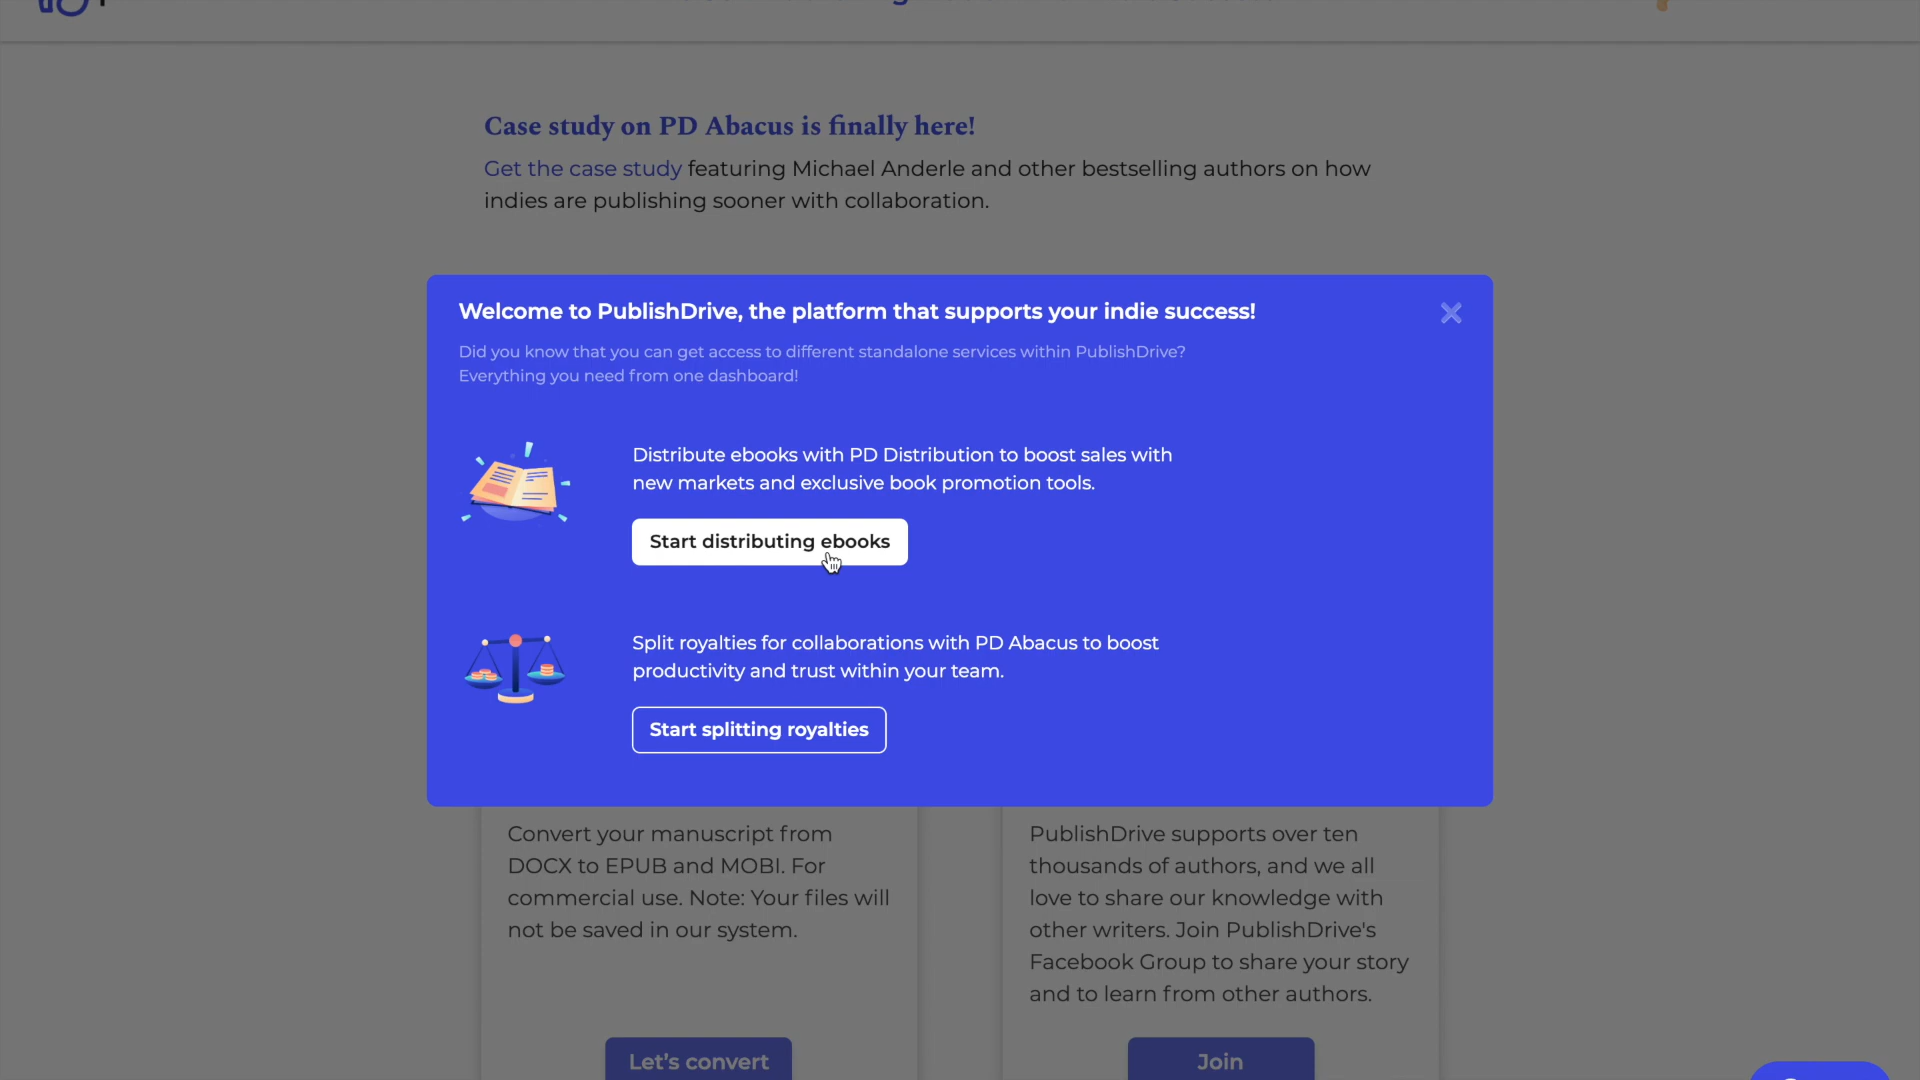 Case study on PD Abacus is finally here!
Get the case study featuring Michael Anderle and other bestselling authors on how
indies are publishing sooner with collaboration.
Welcome to PublishDrive, the platform that supports your indie success!
Did you know that you can get access to different standalone services within PublishDrive?
Everything you need from one dashboard!
Distribute ebooks with PD Distribution to boost sales with
new markets and exclusive book promotion tools.
Start distributing ebooks
Split royalties for collaborations with PD Abacus to boost
productivity and trust within your team.
Start splitting royalties
Convert your manuscript from
DOCX to EPUB and MOBI. For
commercial use. Note: Your files will
not be saved in our system.
Let's convert
PublishDrive supports over ten
thousands of authors, and we all
love to share our knowledge with
other writers. Join PublishDrive's
Facebook Group to share your story
and to learn from other authors.
Join